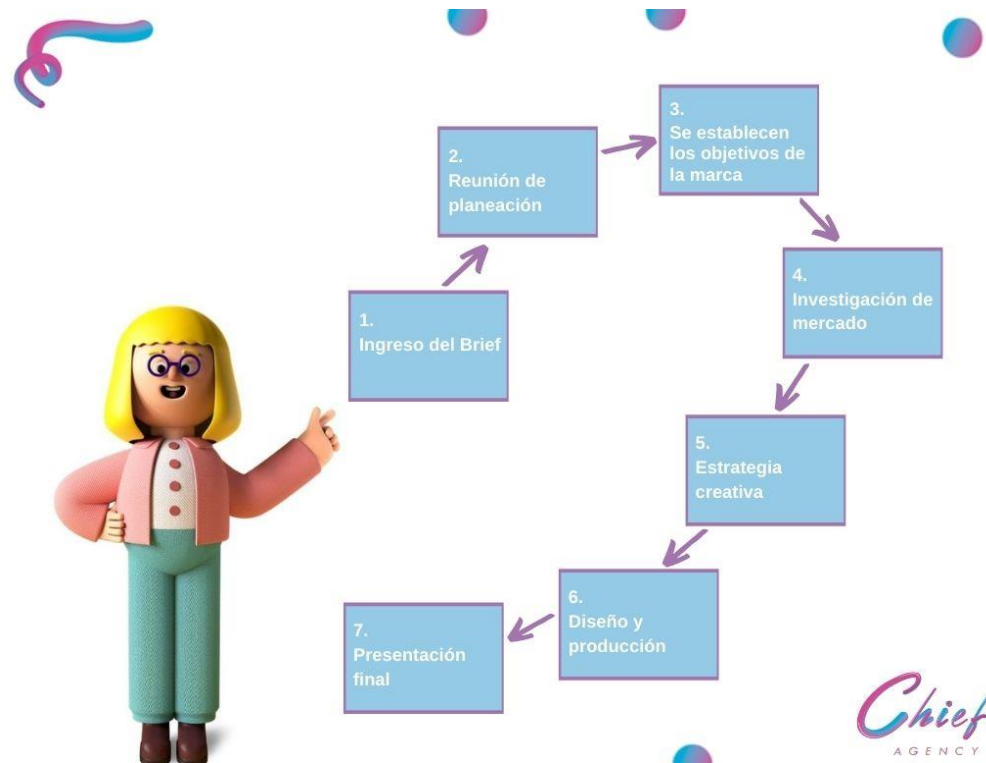 1.
Ingreso del Brief
2.
Reunión de
planeación
3.
Se establecen
los objetivos de
la marca
4.
Investigación de
mercado
5.
Estrategia
creativa
6.
Diseño y
producción
7.
Presentación
final
Chief
AGENCY